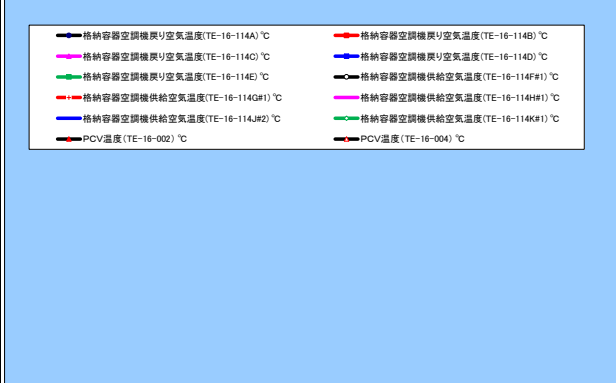 格納容器空調機戻り空気温度(TE-16-114A) ℃ 格納容器空調機戻り空気温度(TE-16-114B) ℃
格納容器空調機戻り空気温度(TE-16-114C) ℃ 格納容器空調機戻り空気温度(TE-16-114D) ℃
格納容器空調機戻り空気温度(TE-16-114E) ℃ 格納容器空調機供給空気温度(TE-16-114F#1) ℃
格納容器空調機供給空気温度(TE-16-114G#1) ℃ 格納容器空調機供給空気温度(TE-16-114H#1) ℃
格納容器空調機供給空気温度(TE-16-114J#2) ℃ 格納容器空調機供給空気温度(TE-16-114K#1) ℃
PCV温度(TE-16-002) ℃ PCV温度(TE-16-004) ℃